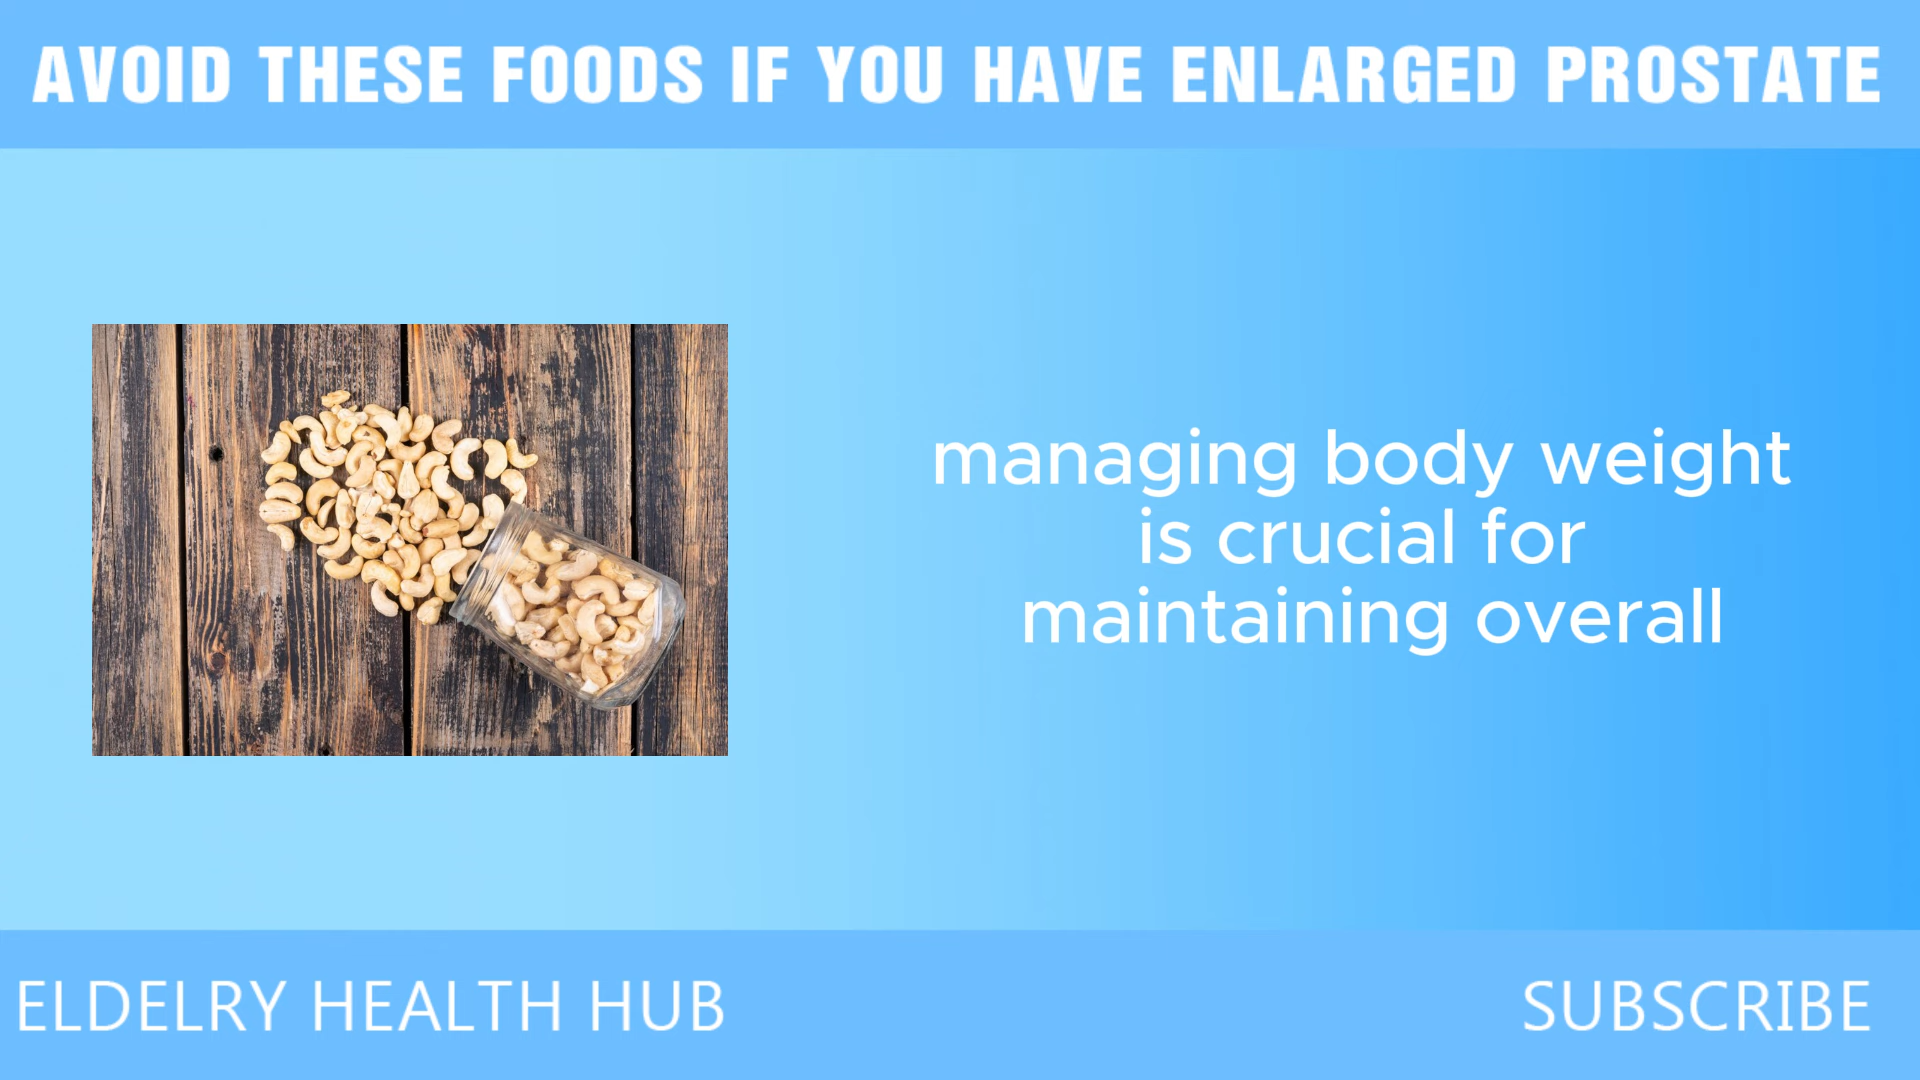 AVOID THESE FOODS IF YOU HAVE ENLARGED PROSTATE
managing body weight
is crucial for
maintaining overall
ELDELRY HEALTH HUB
SUBSCRIBE